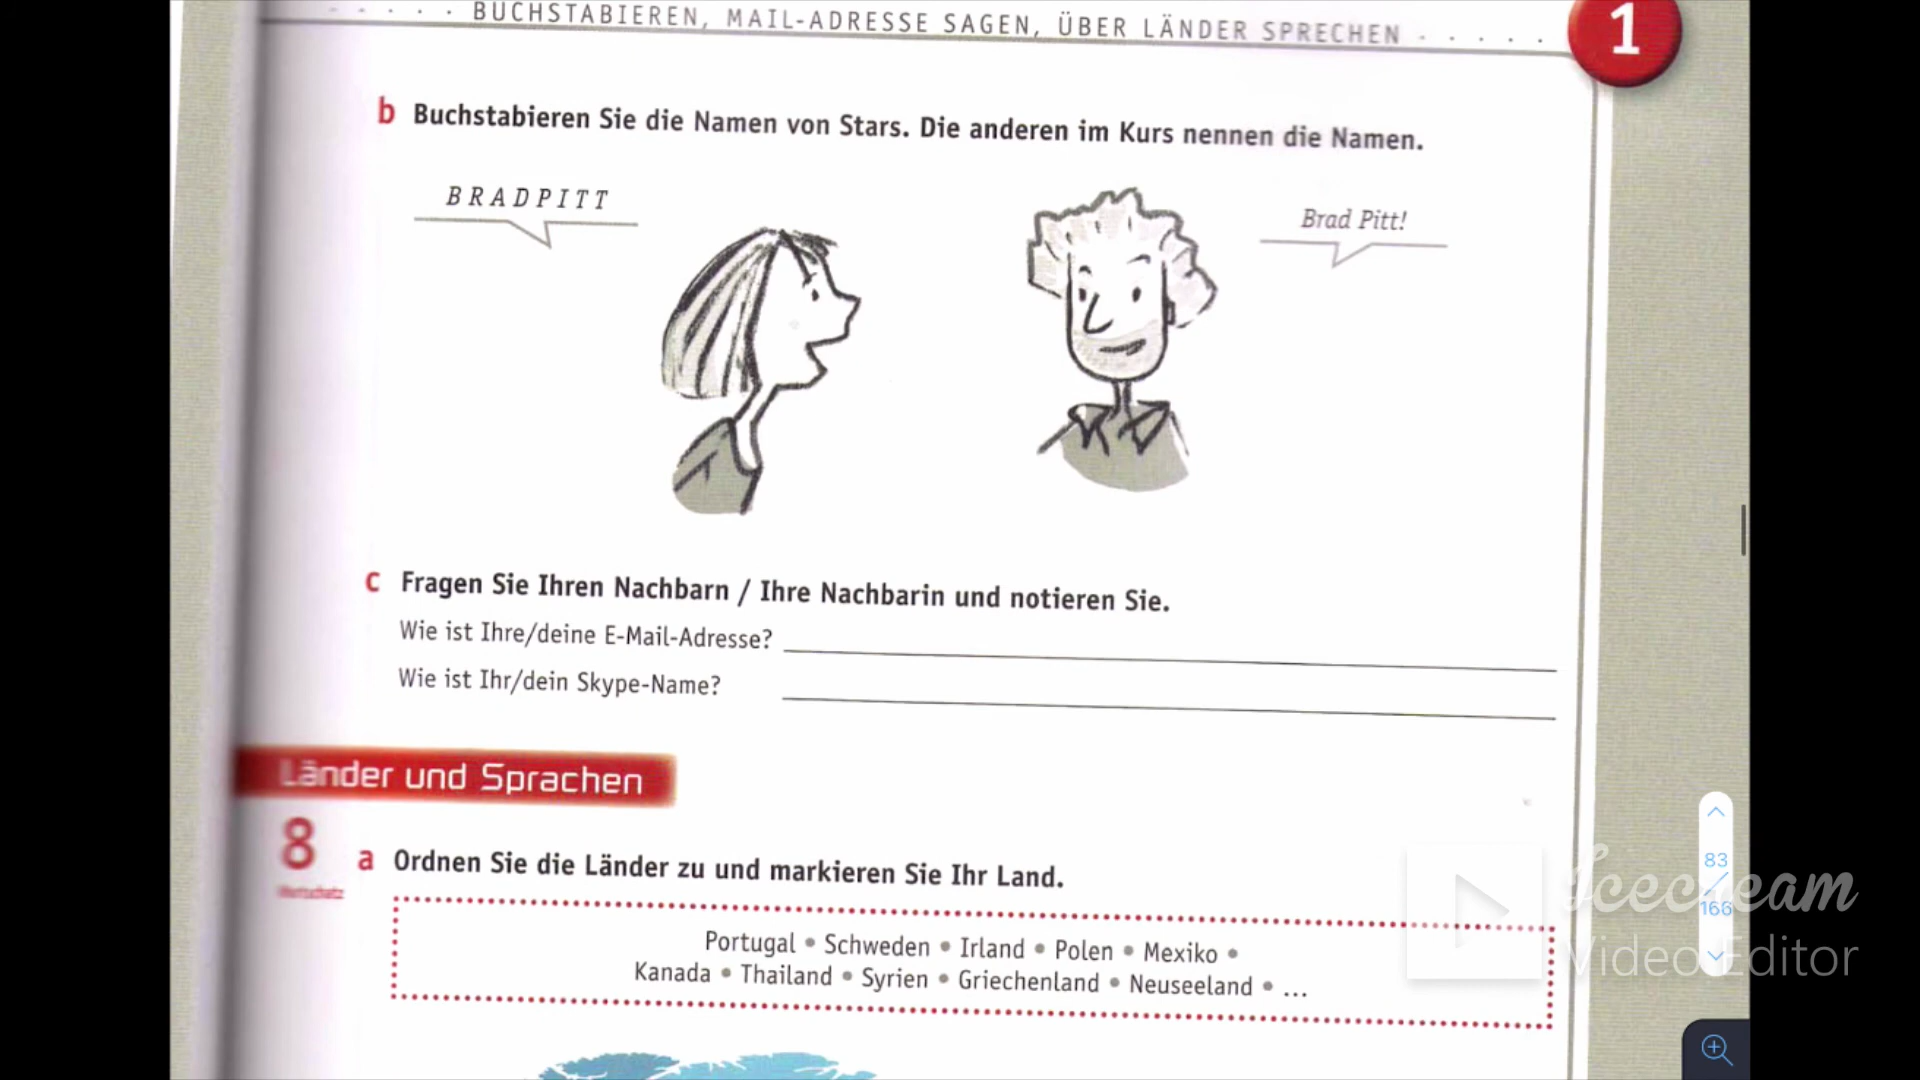 BUCHSTABIEREN, MAIL-ADRESSE SAGEN, ÜBER LÄNDER SPRECHEN
1
b Buchstabieren Sie die Namen von Stars. Die anderen im Kurs nennen die Namen.
B R A D P I T T
Brad Pitt!
c Fragen Sie Ihren Nachbarn / Ihre Nachbarin und notieren Sie.
Wie ist Ihre/deine E-Mail-Adresse?
Wie ist Ihr/dein Skype-Name?
Länder und Sprachen
8 a Ordnen Sie die Länder zu und markieren Sie Ihr Land.
Wortschatz
Portugal • Schweden • Irland • Polen • Mexiko •
Kanada • Thailand • Syrien • Griechenland • Neuseeland • ...
83
166
Icecream
Video Editor